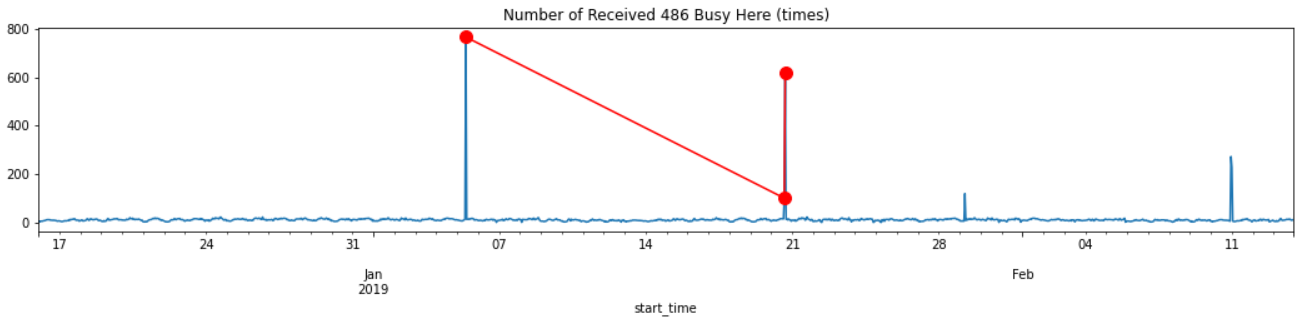 Number of Received 486 Busy Here (times)
800
600
400
200
0
17 24 31 07 14 21 28 04 11
Jan Feb
2019
start_time